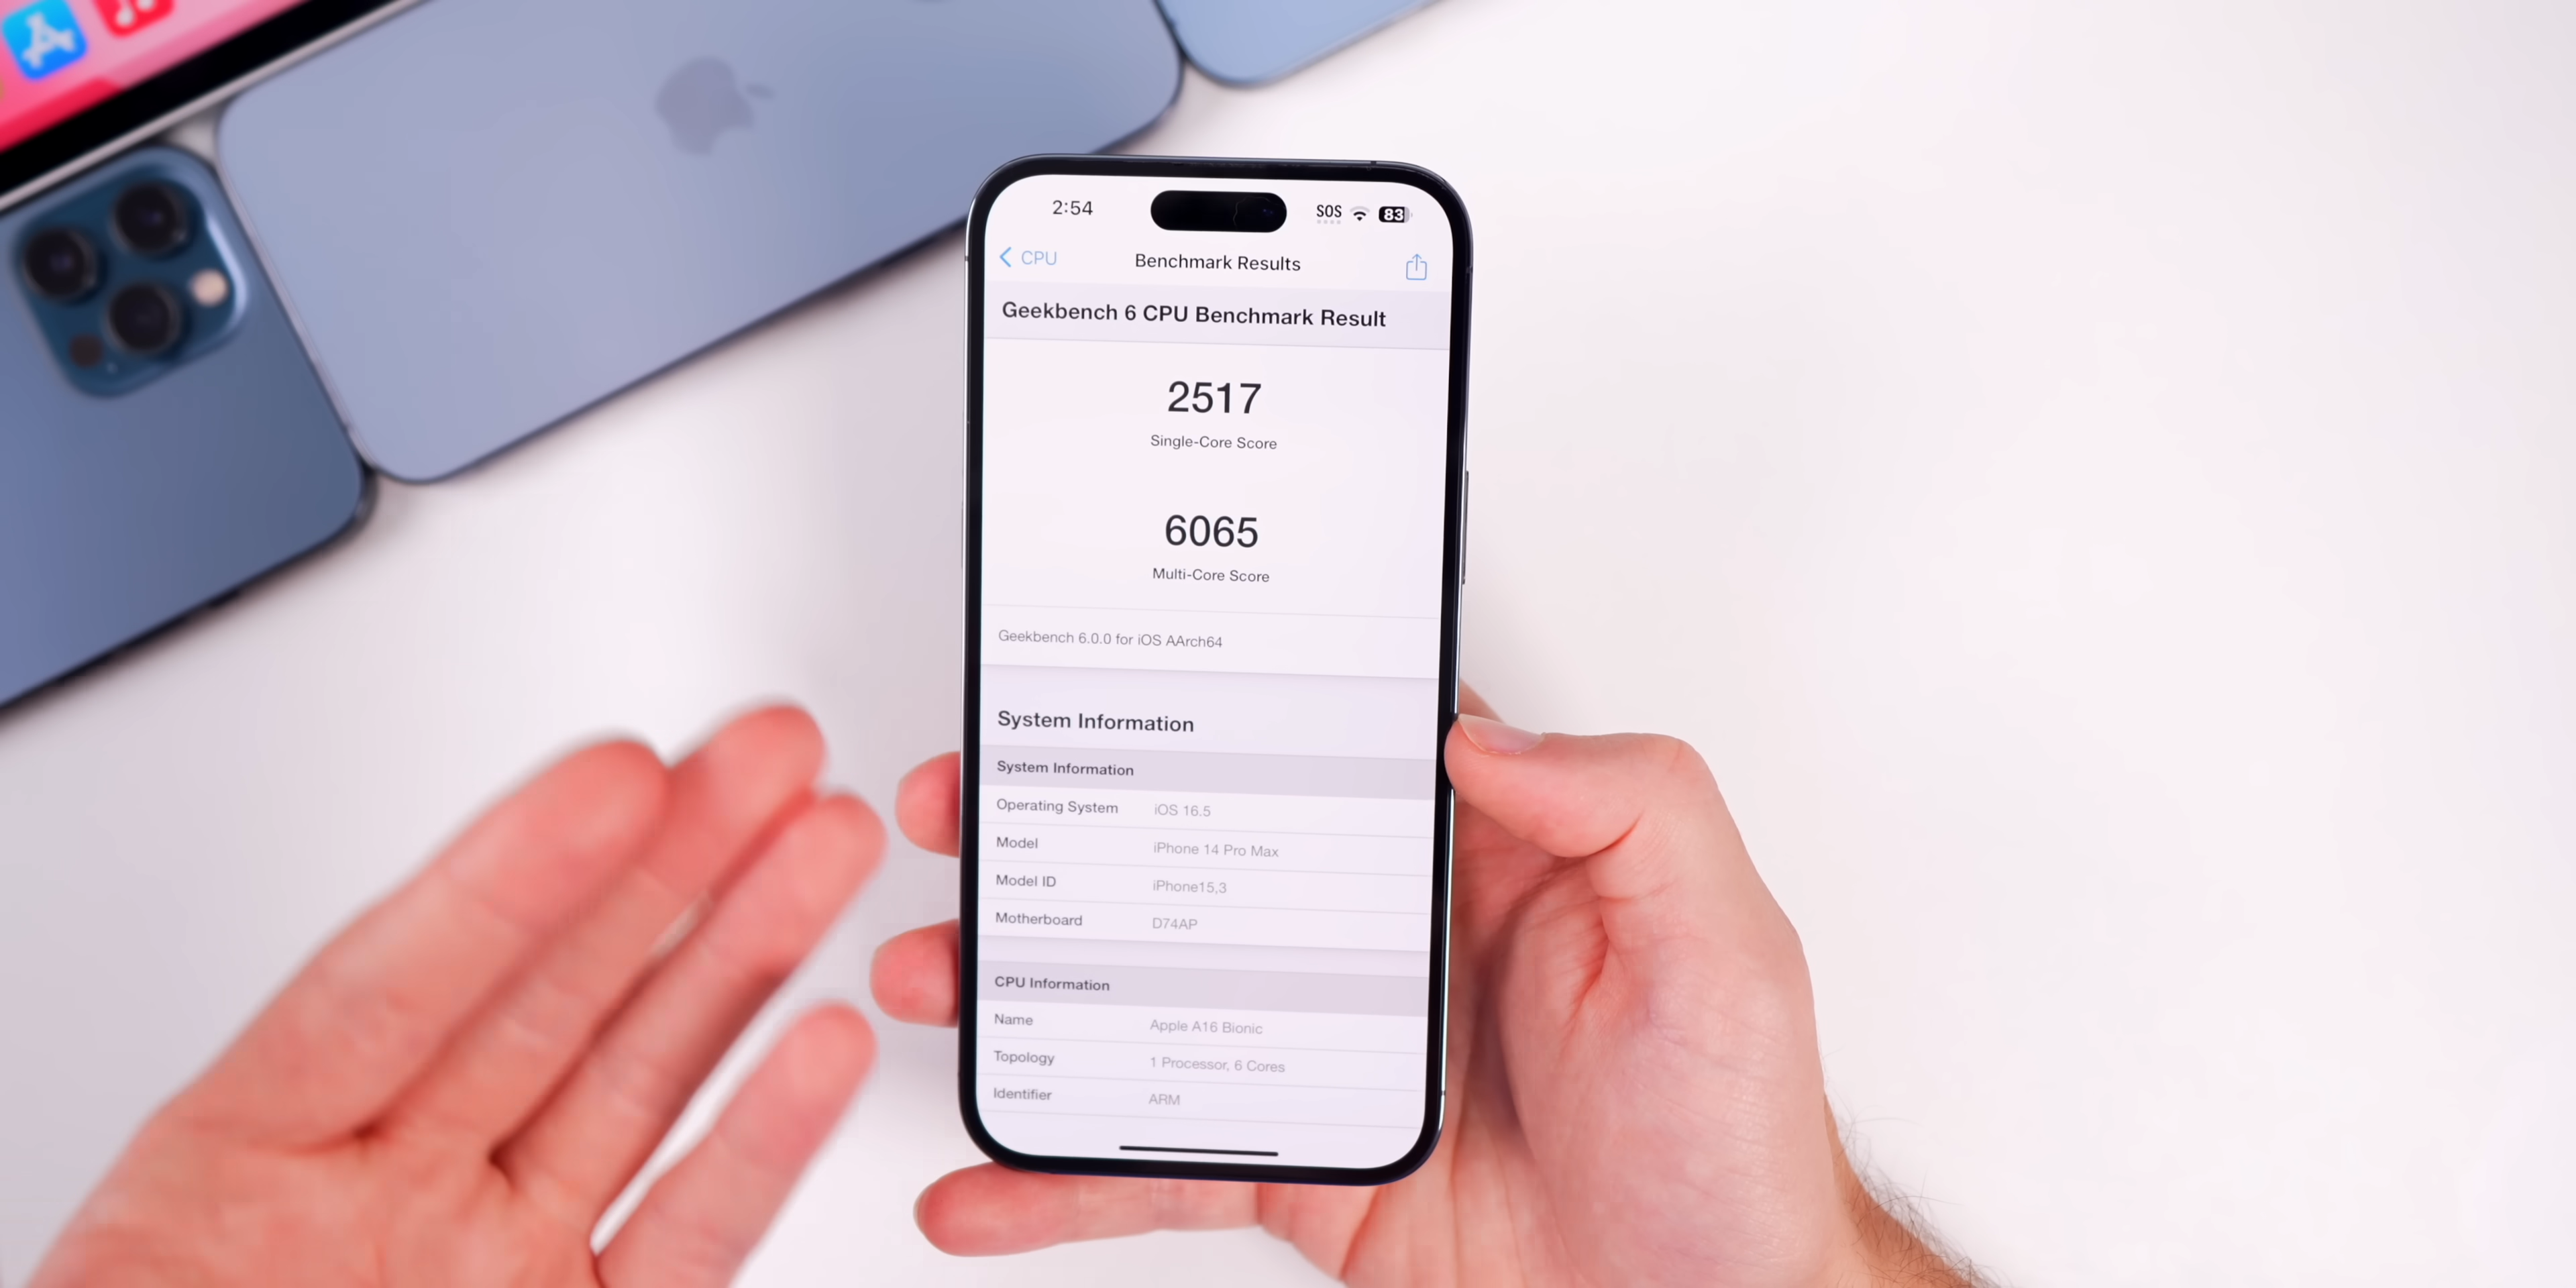 2:54 SOS 83
CPU Benchmark Results
Geekbench 6 CPU Benchmark Result
2517
Single-Core Score
6065
Multi-Core Score
Geekbench 6.0.0 for iOS AArch64
System Information
System Information
Operating System iOS 16.5
Model iPhone 14 Pro Max
Model ID iPhone15,3
Motherboard D74AP
CPU Information
Name Apple A16 Bionic
Topology 1 Processor, 6 Cores
Identifier ARM